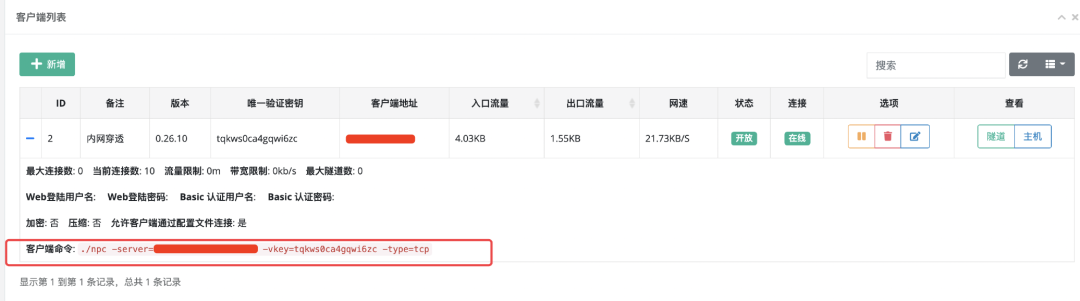 客户端列表
新增
搜索
ID 备注 版本 唯一验证密钥 客户端地址 入口流量 出口流量 网速 状态 连接 选项 查看
2 内网穿透 0.26.10 tqkws0ca4gqwi6zc 4.03KB 1.55KB 21.73KB/S 开放 在线 隧道 主机
最大连接数: 0 当前连接数: 10 流量限制: 0m 带宽限制: 0kb/s 最大隧道数: 0
Web登陆用户名: Web登陆密码: Basic 认证用户名: Basic 认证密码:
加密: 否 压缩: 否 允许客户端通过配置文件连接: 是
客户端命令: ./npc -server= -vkey=tqkws0ca4gqwi6zc -type=tcp
显示第 1 到第 1 条记录，总共 1 条记录